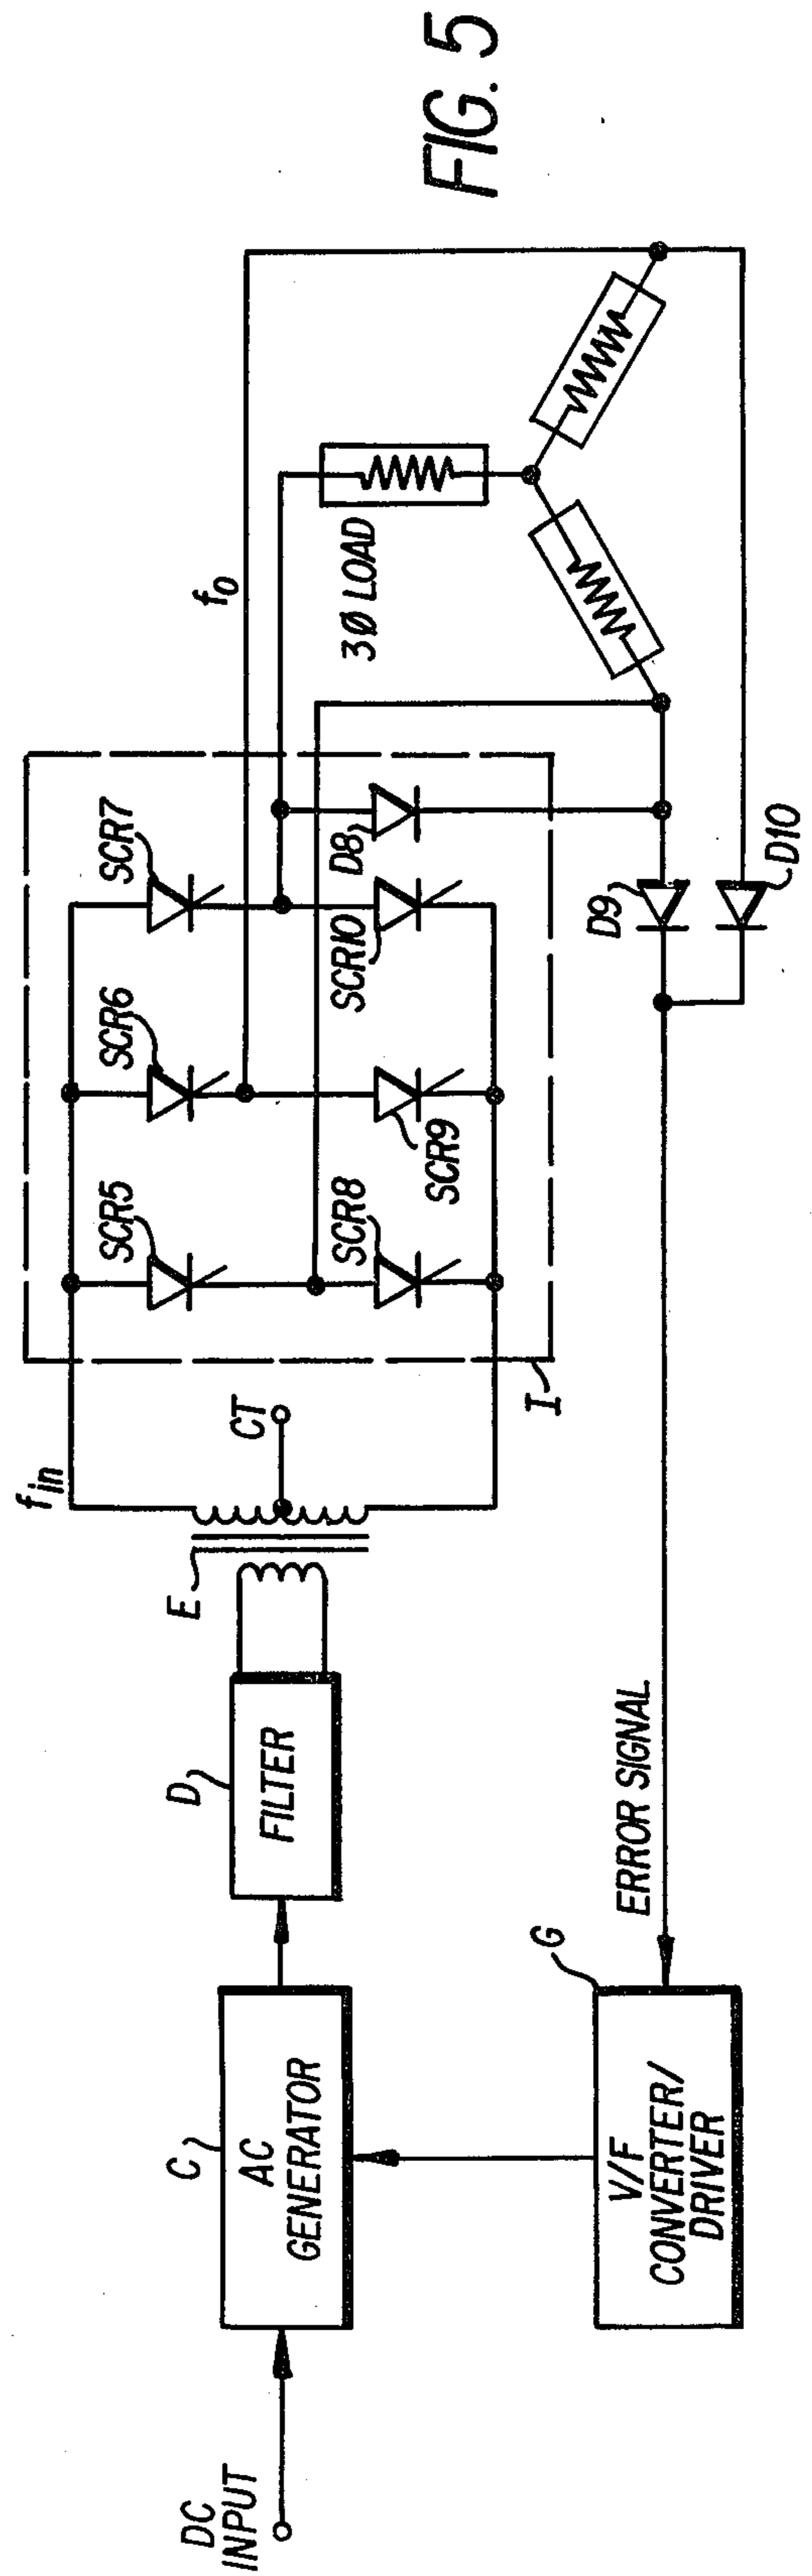 DC
INPUT
C
AC
GENERATOR
D
FILTER
E
f in
CT
I
SCR5
SCR6
SCR7
SCR8
SCR9
SCR10
D8
fo
3Ø LOAD
D9
D10
ERROR SIGNAL
G
V/F
CONVERTER/
DRIVER
FIG. 5